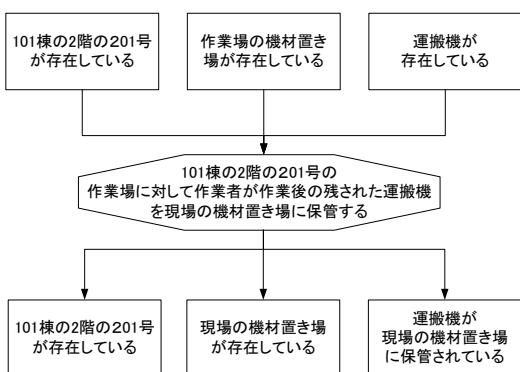 101棟の2階の201号
が存在している
作業場の機材置き
場が存在している
運搬機が
存在している
101棟の2階の201号の
作業場に対して作業者が作業後の残された運搬機
を現場の機材置き場に保管する
101棟の2階の201号
が存在している
現場の機材置き場
が存在している
運搬機が
現場の機材置き場
に保管されている